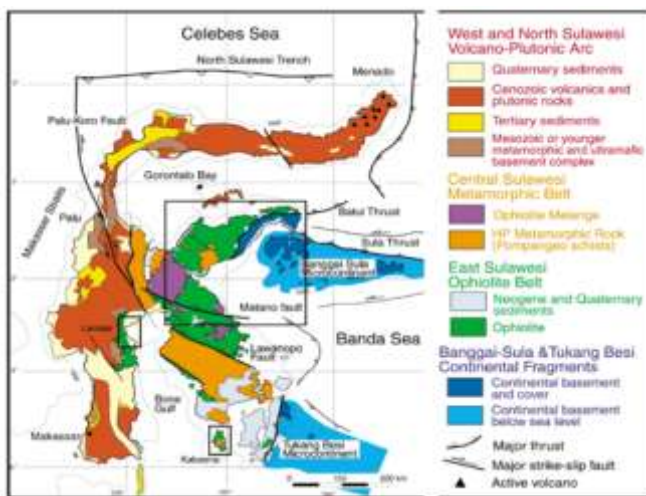 Celebes Sea
North Sulawesi Trench
Menado
Palu-Koro Fault
Gorontalo Bay
Makassar Straits
Palu
Batui Thrust
Sula Thrust
Banggai-Sula
Microcontinent
Matano fault
Banda Sea
Lawanopo
Fault
Bone
Gulf
Makassar
Kabaena
Tukang Besi
Microcontinent
West and North Sulawesi
Volcano-Plutonic Arc
Quaternary sediments
Cenozoic volcanics and
plutonic rocks
Tertiary sediments
Mesozoic or younger
metamorphic and ultramafic
basement complex
Central Sulawesi
Metamorphic Belt
Ophiolite Melange
HP Metamorphic Rock
(Pompangeo schists)
East Sulawesi
Ophiolite Belt
Neogene and Quaternary
sediments
Ophiolite
Banggai-Sula &Tukang Besi
Continental Fragments
Continental basement
and cover
Continental basement
below sea level
Major thrust
Major strike-slip fault
Active volcano